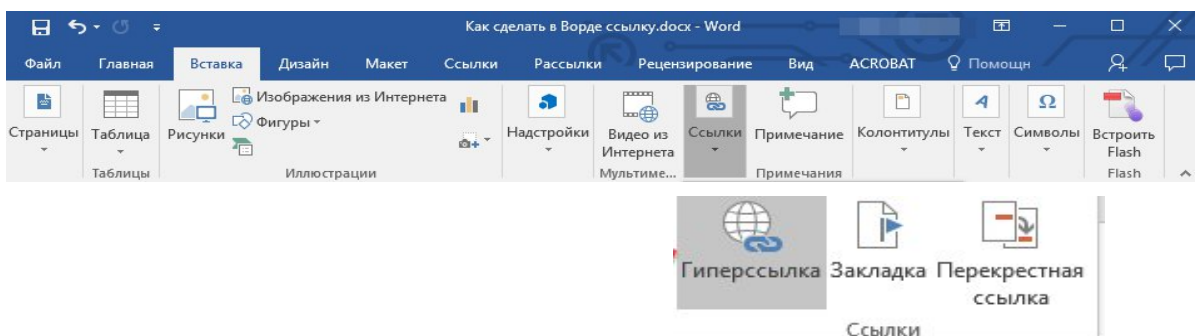 Как сделать в Ворде ссылку.docx - Word
Файл Главная Вставка Дизайн Макет Ссылки Рассылки Рецензирование Вид ACROBAT Помощн
Изображения из Интернета
Фигуры
Страницы Таблица Рисунки Надстройки Видео из Интернета Ссылки Примечание Колонтитулы Текст Символы Встроить Flash
Таблицы Иллюстрации Мультиме... Примечания Flash
Гиперссылка Закладка Перекрестная
ссылка
Ссылки